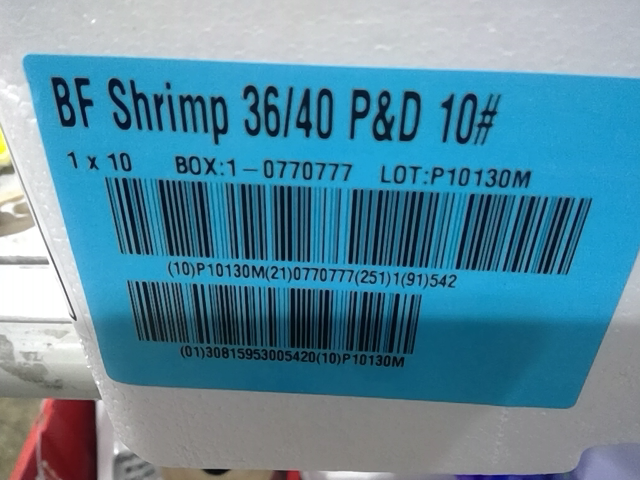 BF Shrimp 36/40 P&D 10#
1 x 10 BOX:1-0770777 LOT:P10130M
(10)P10130M(21)0770777(251)1(91)542
(01)30815953005420(10)P10130M